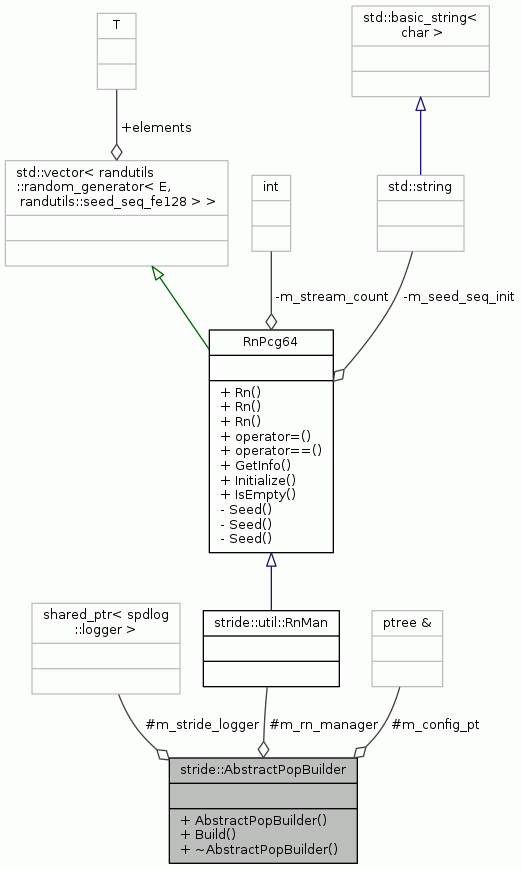 T
std::basic_string<
char >
+elements
std::vector< randutils
::random_generator< E,
randutils::seed_seq_fe128 > >
int
std::string
-m_stream_count
-m_seed_seq_init
RnPcg64
+ Rn()
+ Rn()
+ Rn()
+ operator=()
+ operator==()
+ GetInfo()
+ Initialize()
+ IsEmpty()
- Seed()
- Seed()
- Seed()
shared_ptr< spdlog
::logger >
stride::util::RnMan
ptree &
#m_stride_logger
#m_rn_manager
#m_config_pt
stride::AbstractPopBuilder
+ AbstractPopBuilder()
+ Build()
+ ~AbstractPopBuilder()